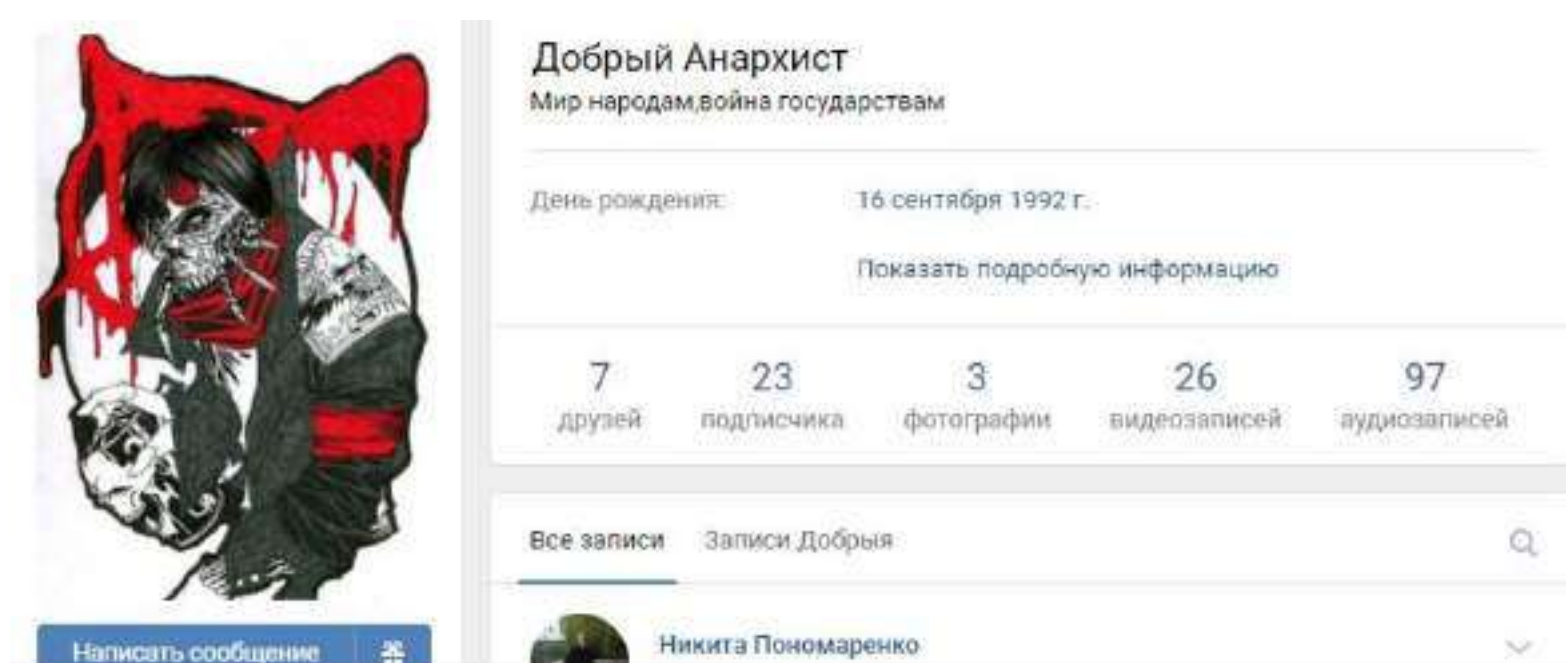 Добрый Анархист
Мир народам,война государствам
День рождения: 16 сентября 1992 г.
Показать подробную информацию
7 23 3 26 97
друзей подписчика фотографии видеозаписей аудиозаписей
Все записи Записи Добрыя
Никита Пономаренко
Написать сообщение